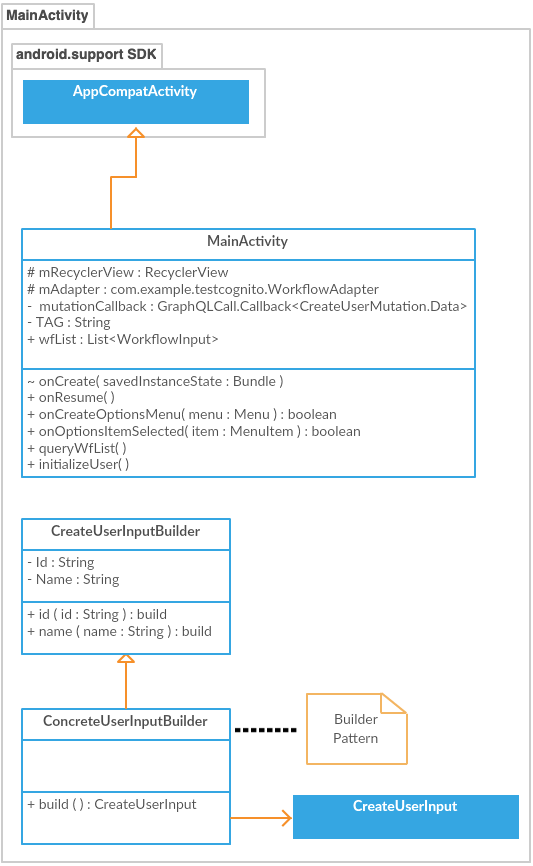 MainActivity
android.support SDK
AppCompatActivity
MainActivity
# mRecyclerView : RecyclerView
# mAdapter : com.example.testcognito.WorkflowAdapter
- mutationCallback : GraphQLCall.Callback<CreateUserMutation.Data>
- TAG : String
+ wfList : List<WorkflowInput>
~ onCreate( savedInstanceState : Bundle )
+ onResume( )
+ onCreateOptionsMenu( menu : Menu ) : boolean
+ onOptionsItemSelected( item : MenuItem ) : boolean
+ queryWfList( )
+ initializeUser( )
CreateUserInputBuilder
- Id : String
- Name : String
+ id ( id : String ) : build
+ name ( name : String ) : build
ConcreteUserInputBuilder
+ build ( ) : CreateUserInput
Builder
Pattern
CreateUserInput